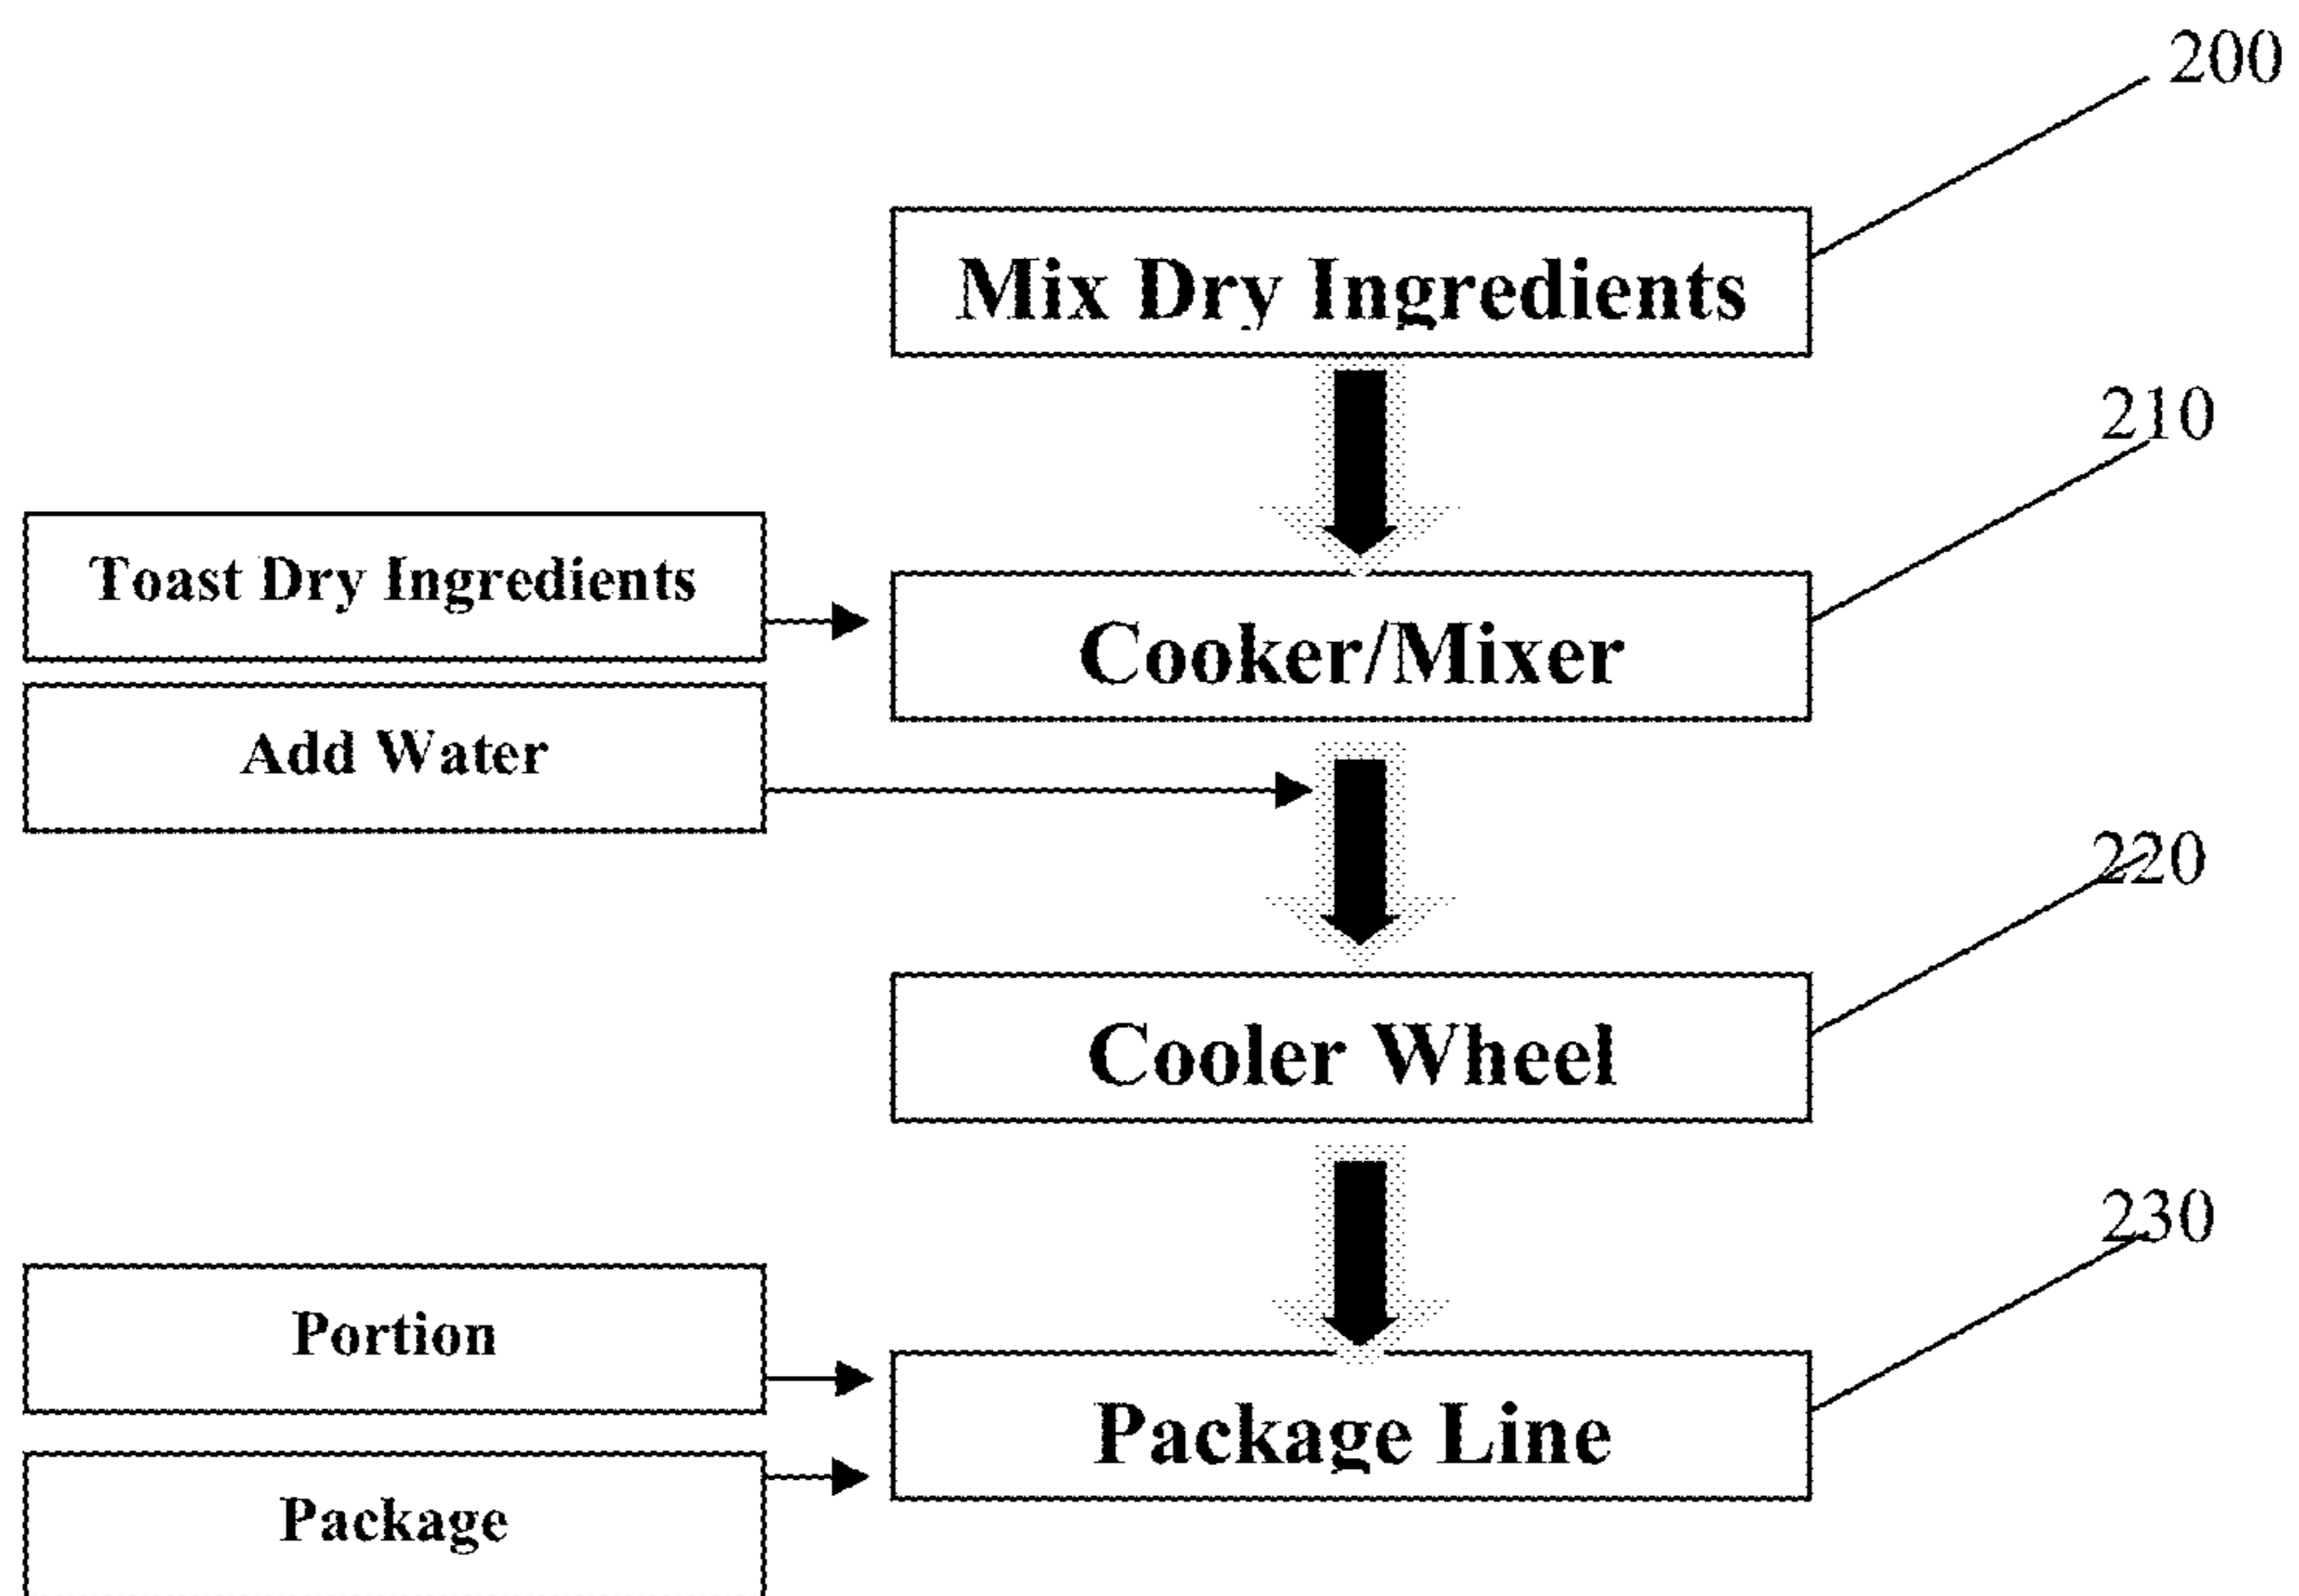 200
Mix Dry Ingredients
210
Toast Dry Ingredients
Cooker/Mixer
Add Water
220
Cooler Wheel
230
Portion
Package Line
Package